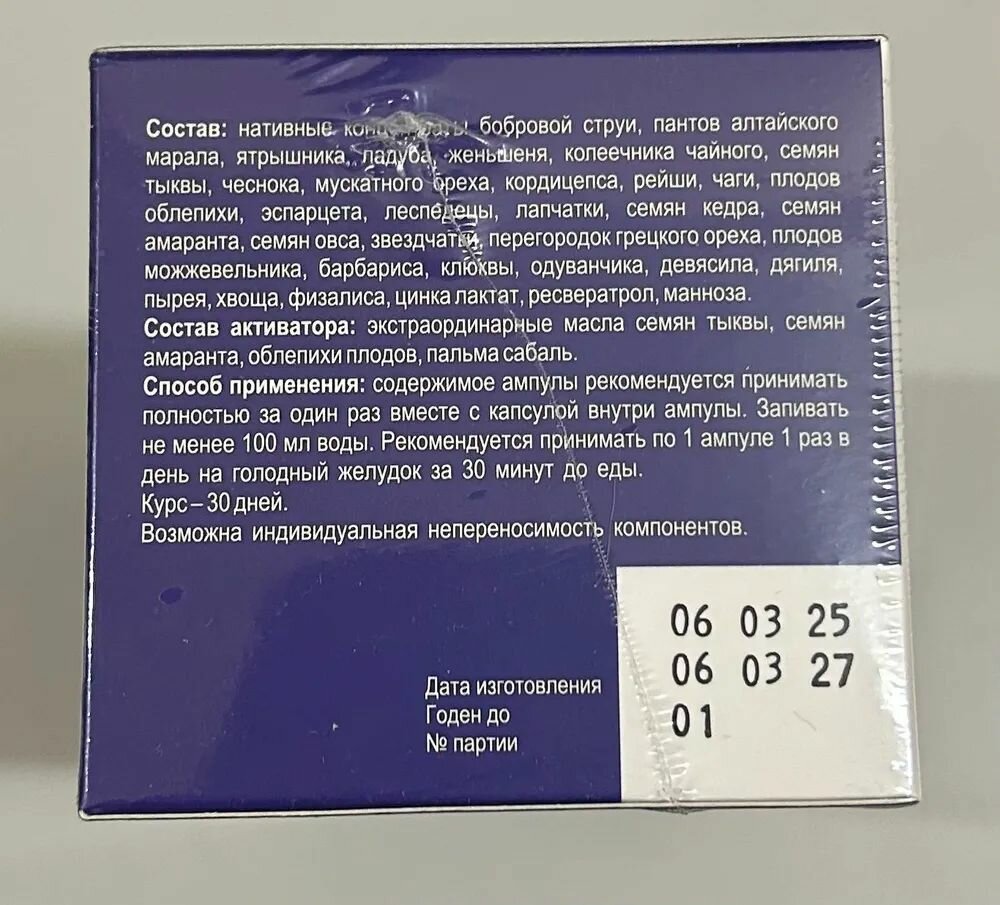 Состав: нативные концентраты бобровой струи, пантов алтайского
марала, ятрышника, ладуба, женьшеня, копеечника чайного, семян
тыквы, чеснока, мускатного ореха, кордицепса, рейши, чаги, плодов
облепихи, эспарцета, леспедецы, лапчатки, семян кедра, семян
амаранта, семян овса, звездчатки, перегородок грецкого ореха, плодов
можжевельника, барбариса, клюквы, одуванчика, девясила, дягиля,
пырея, хвоща, физалиса, цинка лактат, ресвератрол, манноза.
Состав активатора: экстраординарные масла семян тыквы, семян
амаранта, облепихи плодов, пальма сабаль.
Способ применения: содержимое ампулы рекомендуется принимать
полностью за один раз вместе с капсулой внутри ампулы. Запивать
не менее 100 мл воды. Рекомендуется принимать по 1 ампуле 1 раз в
день на голодный желудок за 30 минут до еды.
Курс – 30 дней.
Возможна индивидуальная непереносимость компонентов.
06 03 25
06 03 27
01
Дата изготовления
Годен до
№ партии